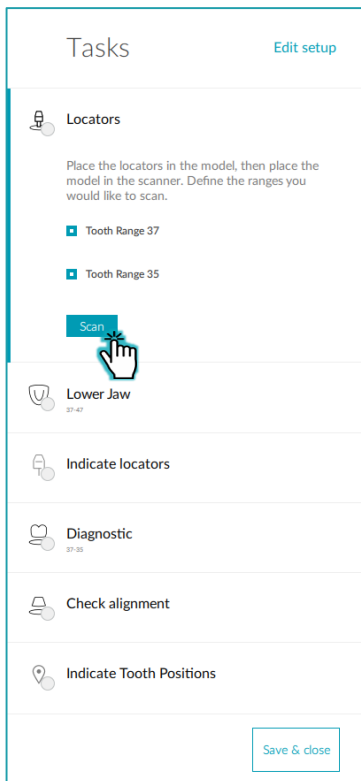 Tasks
Edit setup
Locators
Place the locators in the model, then place the
model in the scanner. Define the ranges you
would like to scan.
Tooth Range 37
Tooth Range 35
Scan
Lower Jaw
37-47
Indicate locators
Diagnostic
37-35
Check alignment
Indicate Tooth Positions
Save & close